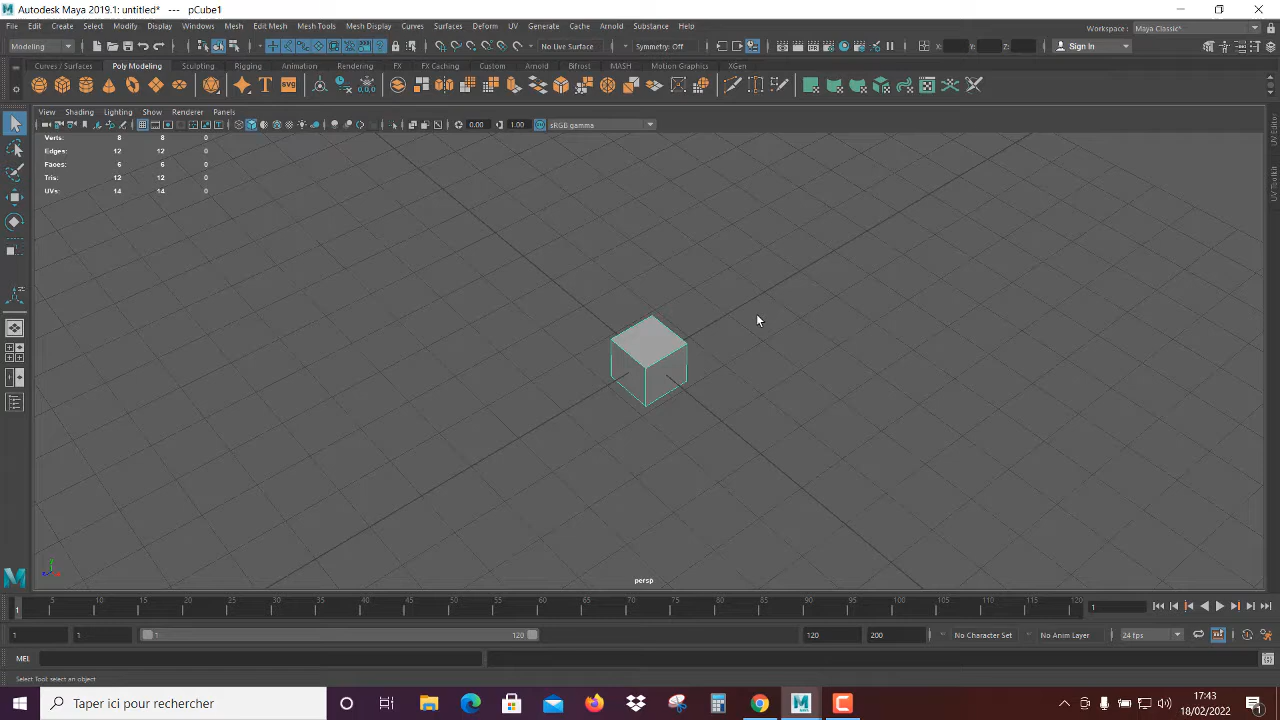 Autodesk Maya 2019.1: untitled*   ---   pCube1
File Edit Create Select Modify Display Windows Mesh Edit Mesh Mesh Tools Mesh Display Curves Surfaces Deform UV Generate Cache Arnold Substance Help
Workspace : Maya Classic*
Modeling
No Live Surface
Symmetry: Off
X: Y: Z:
Sign In
Curves / Surfaces Poly Modeling Sculpting Rigging Animation Rendering FX FX Caching Custom Arnold Bifrost MASH Motion Graphics XGen
T SVG
View Shading Lighting Show Renderer Panels
0.00 1.00 sRGB gamma
UV Editor
UV Toolkit
Verts: 8 8 0
Edges: 12 12 0
Faces: 6 6 0
Tris: 12 12 0
UVs: 14 14 0
persp
5 10 15 20 25 30 35 40 45 50 55 60 65 70 75 80 85 90 95 100 105 110 115 120
1 1
1 1 1 120 120 200 No Character Set No Anim Layer 24 fps
MEL
Select Tool: select an object
Taper ici pour rechercher
17:43
18/02/2022